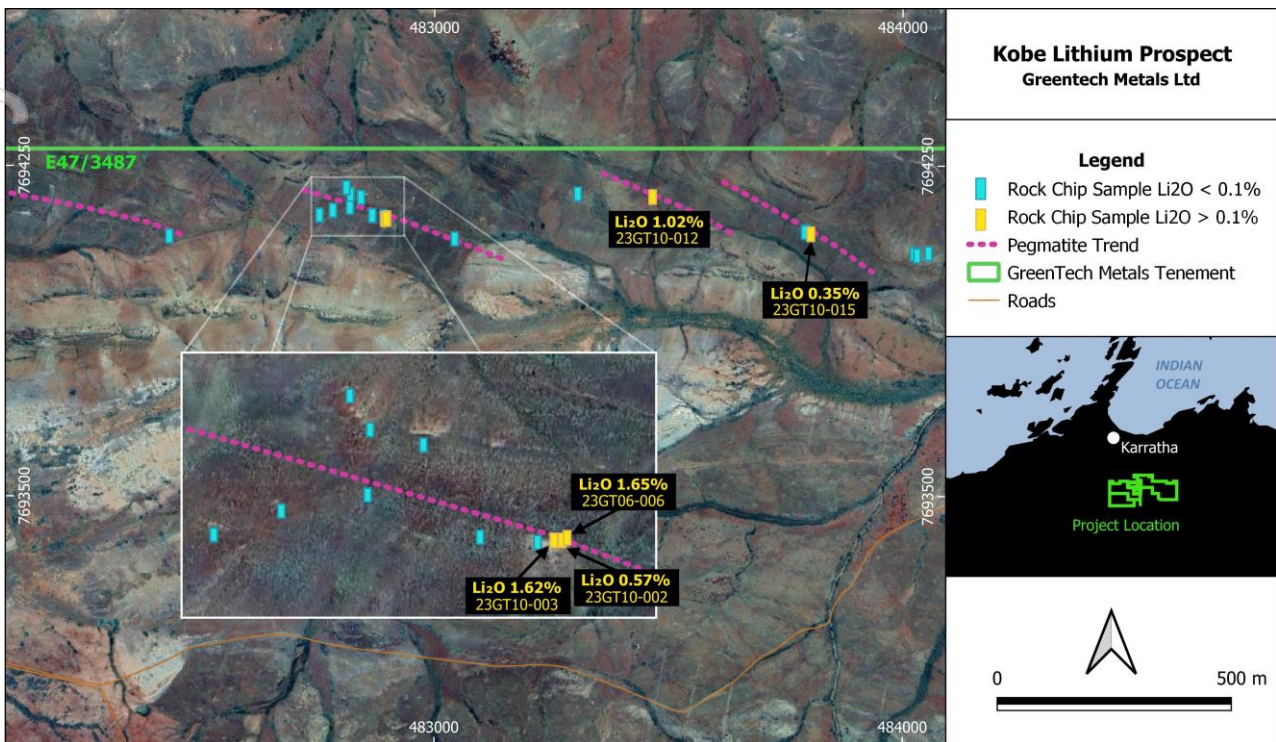 483000
484000
7694250
7694250
E47/3487
Li₂O 1.02%
23GT10-012
Li₂O 0.35%
23GT10-015
Li₂O 1.65%
23GT06-006
Li₂O 1.62%
23GT10-003
Li₂O 0.57%
23GT10-002
7693500
7693500
483000
484000
Kobe Lithium Prospect
Greentech Metals Ltd
Legend
Rock Chip Sample Li2O < 0.1%
Rock Chip Sample Li2O > 0.1%
Pegmatite Trend
GreenTech Metals Tenement
Roads
INDIAN
OCEAN
Karratha
Project Location
0
500 m